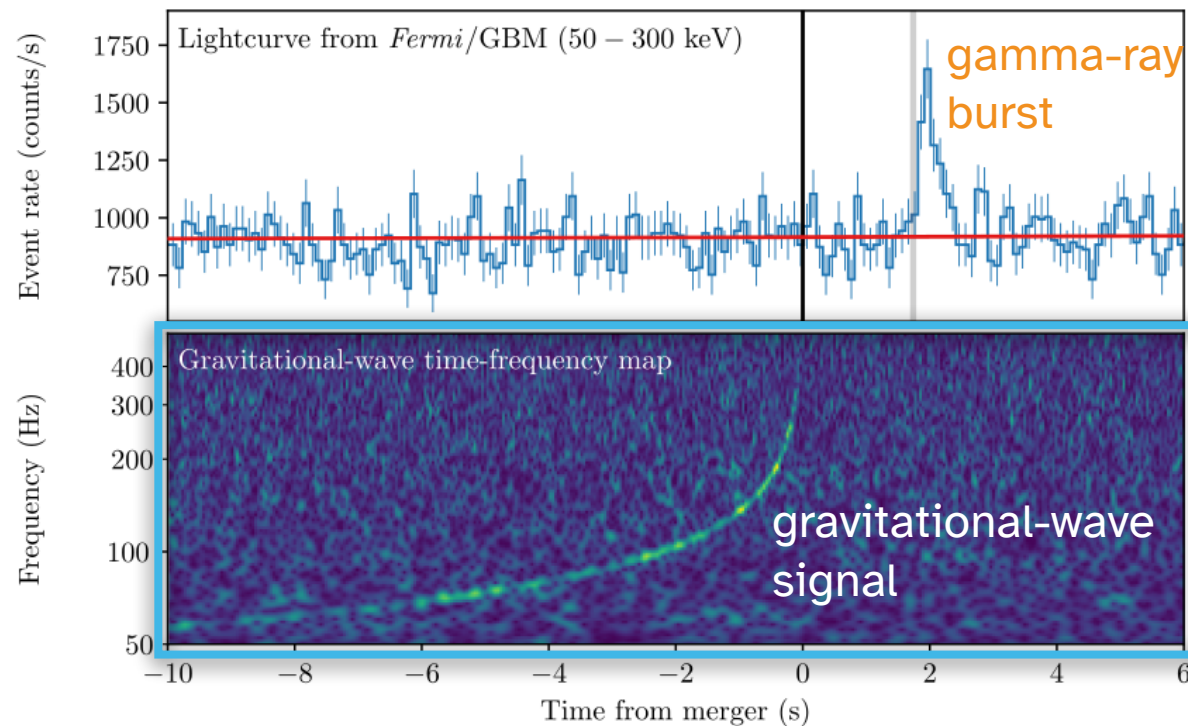 Lightcurve from Fermi/GBM (50 – 300 keV)
gamma-ray
burst
Event rate (counts/s)
1750
1500
1250
1000
750
Gravitational-wave time-frequency map
gravitational-wave
signal
Frequency (Hz)
400
300
200
100
50
−10 −8 −6 −4 −2 0 2 4 6
Time from merger (s)